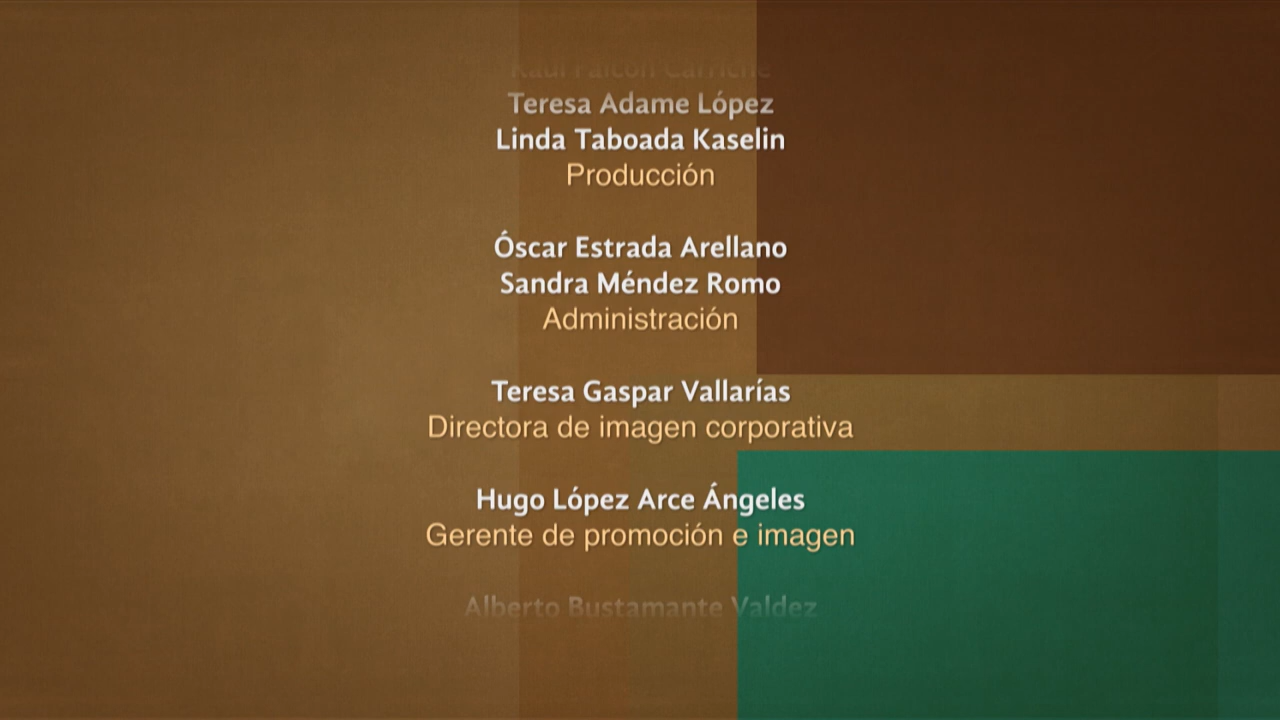 Teresa Adame López
Linda Taboada Kaselin
Producción
Óscar Estrada Arellano
Sandra Méndez Romo
Administración
Teresa Gaspar Vallarías
Directora de imagen corporativa
Hugo López Arce Ángeles
Gerente de promoción e imagen
Alberto Bustamante Valdez